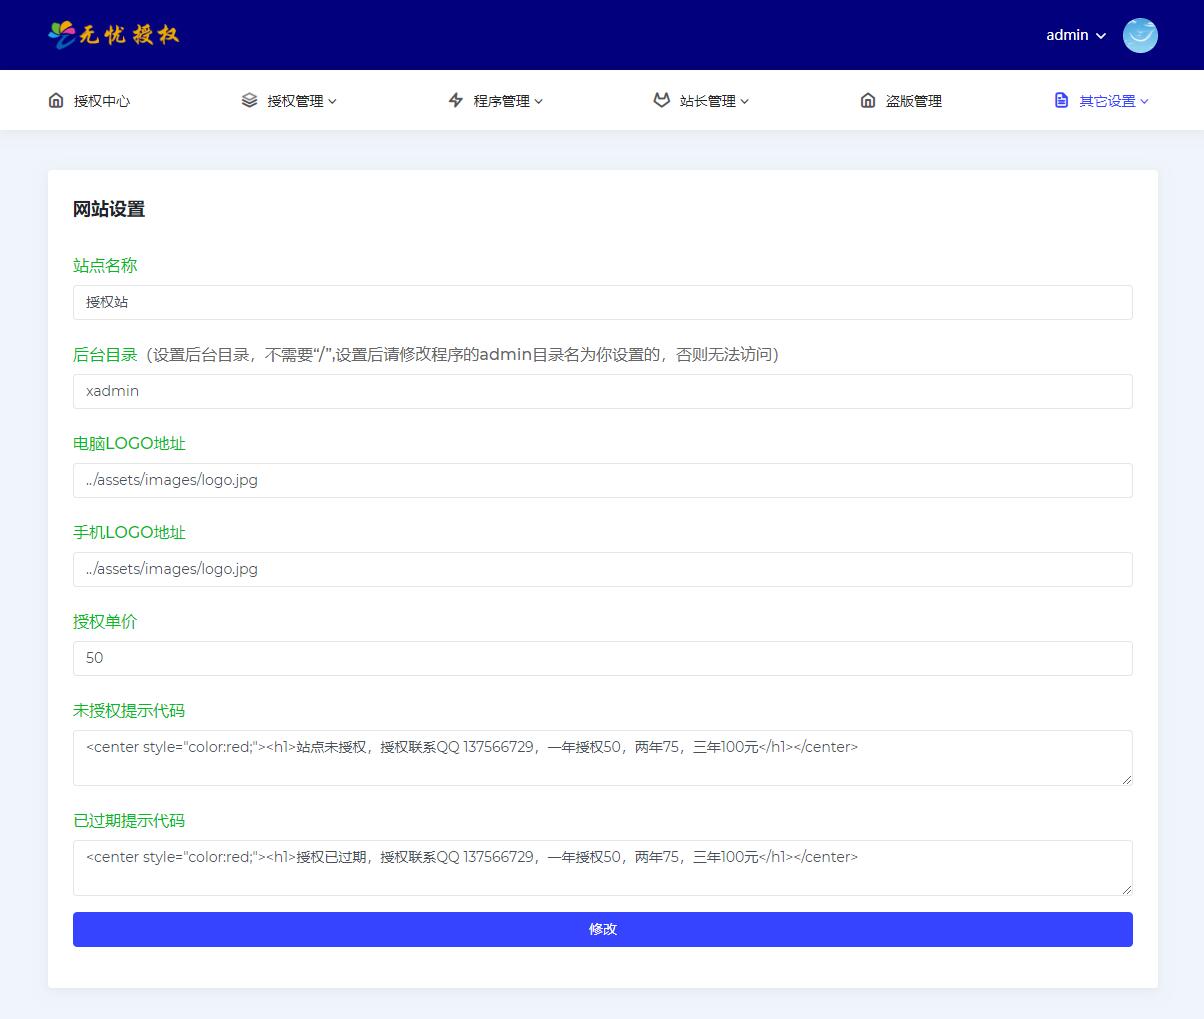 无忧授权
admin
授权中心
授权管理
程序管理
站长管理
盗版管理
其它设置
网站设置
站点名称
授权站
后台目录（设置后台目录，不需要“/”,设置后请修改程序的admin目录名为你设置的，否则无法访问）
xadmin
电脑LOGO地址
../assets/images/logo.jpg
手机LOGO地址
../assets/images/logo.jpg
授权单价
50
未授权提示代码
<center style="color:red;"><h1>站点未授权，授权联系QQ 137566729，一年授权50，两年75，三年100元</h1></center>
已过期提示代码
<center style="color:red;"><h1>授权已过期，授权联系QQ 137566729，一年授权50，两年75，三年100元</h1></center>
修改